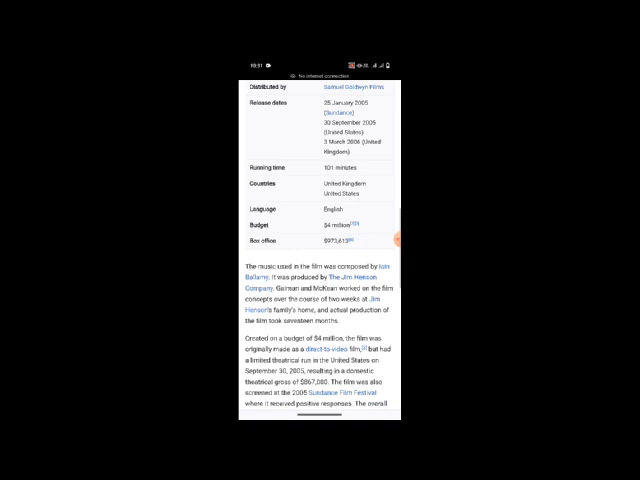 10:31
No internet connection
Distributed by Samuel Goldwyn Films
Release dates 25 January 2005
(Sundance)
30 September 2005
(United States)
3 March 2006 (United
Kingdom)
Running time 101 minutes
Countries United Kingdom
United States
Language English
Budget $4 million
Box office $973,613
The music used in the film was composed by Iain
Ballamy. It was produced by The Jim Henson
Company. Gaiman and McKean worked on the film
concepts over the course of two weeks at Jim
Henson's family's home, and actual production of
the film took seventeen months.
Created on a budget of $4 million, the film was
originally made as a direct-to-video film, but had
a limited theatrical run in the United States on
September 30, 2005, resulting in a domestic
theatrical gross of $867,000. The film was also
screened at the 2005 Sundance Film Festival
where it received positive responses. The overall